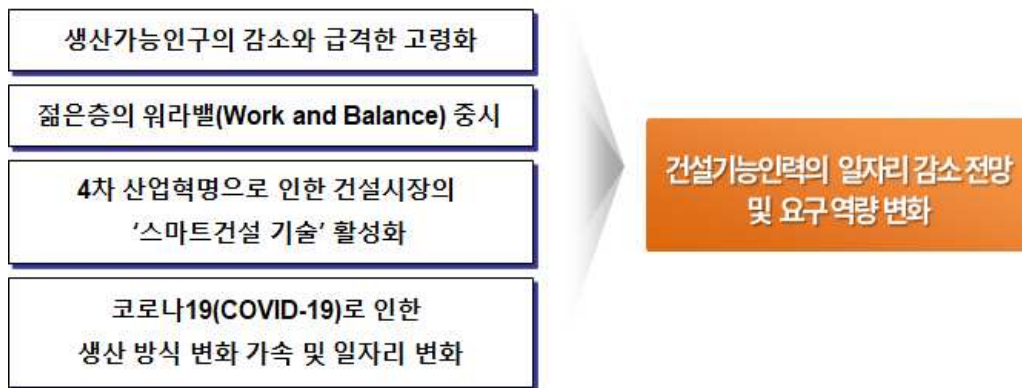 생산가능인구의 감소와 급격한 고령화
젊은층의 워라밸(Work and Balance) 중시
4차 산업혁명으로 인한 건설시장의
‘스마트건설 기술’ 활성화
코로나19(COVID-19)로 인한
생산 방식 변화 가속 및 일자리 변화
건설기능인력의 일자리 감소 전망
및 요구 역량 변화